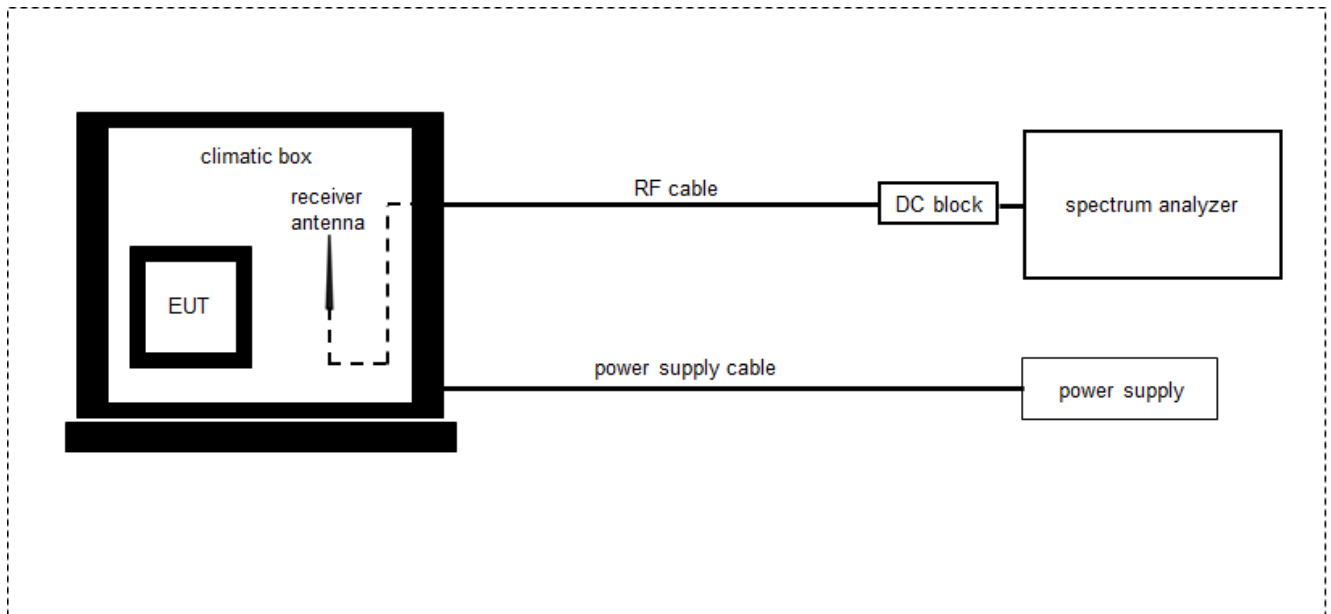 climatic box
receiver
antenna
EUT
RF cable
DC block
spectrum analyzer
power supply cable
power supply